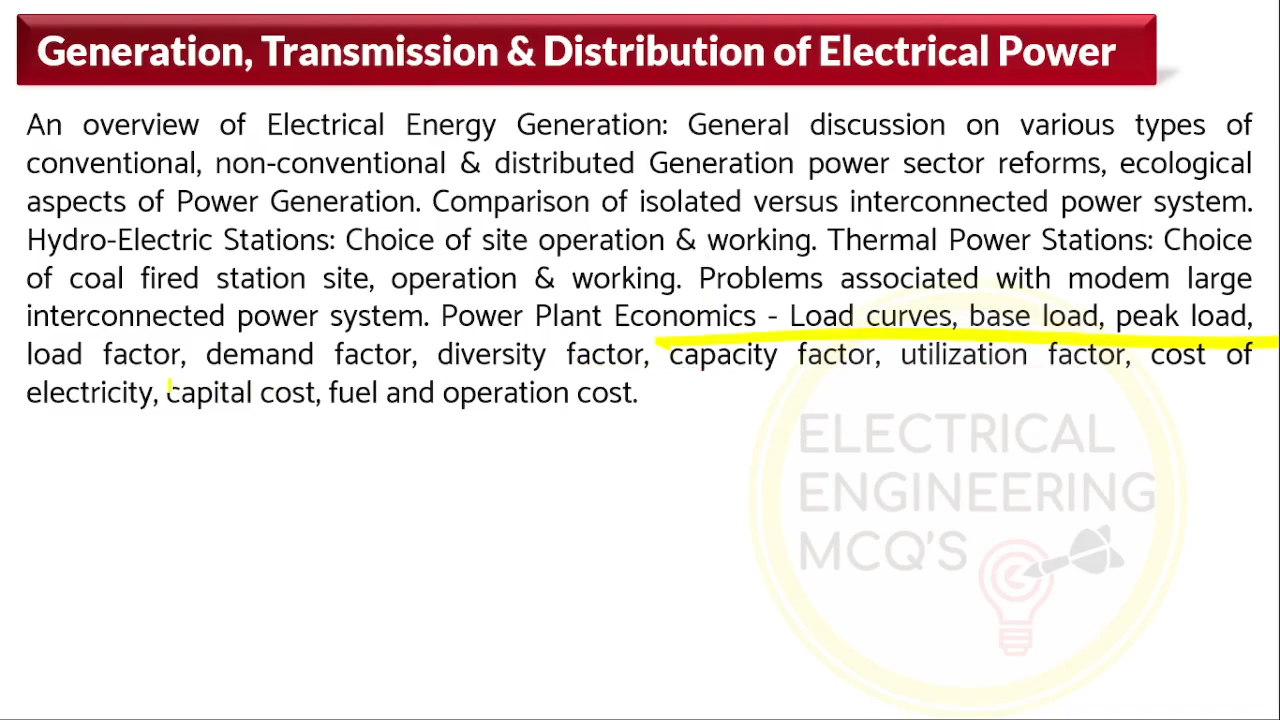 Generation, Transmission & Distribution of Electrical Power
An overview of Electrical Energy Generation: General discussion on various types of
conventional, non-conventional & distributed Generation power sector reforms, ecological
aspects of Power Generation. Comparison of isolated versus interconnected power system.
Hydro-Electric Stations: Choice of site operation & working. Thermal Power Stations: Choice
of coal fired station site, operation & working. Problems associated with modem large
interconnected power system. Power Plant Economics - Load curves, base load, peak load,
load factor, demand factor, diversity factor, capacity factor, utilization factor, cost of
electricity, capital cost, fuel and operation cost.
ELECTRICAL
ENGINEERING
MCQ'S